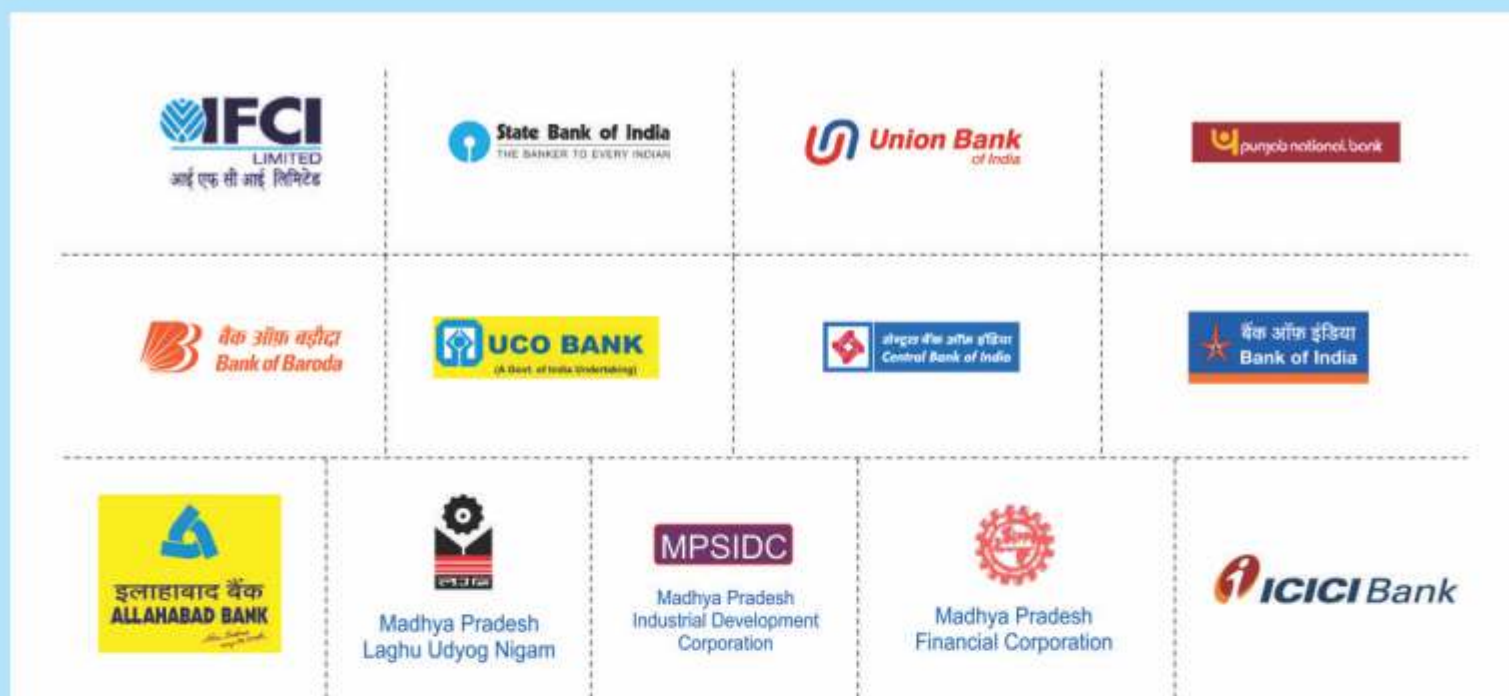 IFCI
LIMITED
आई एफ सी आई लिमिटेड
State Bank of India
THE BANKER TO EVERY INDIAN
Union Bank
of India
punjab national bank
बैंक ऑफ़ बड़ौदा
Bank of Baroda
UCO BANK
(A Govt. of India Undertaking)
सेन्ट्रल बैंक ऑफ इंडिया
Central Bank of India
बैंक ऑफ़ इंडिया
Bank of India
इलाहाबाद बैंक
ALLAHABAD BANK
Madhya Pradesh
Laghu Udyog Nigam
MPSIDC
Madhya Pradesh
Industrial Development
Corporation
Madhya Pradesh
Financial Corporation
ICICI Bank